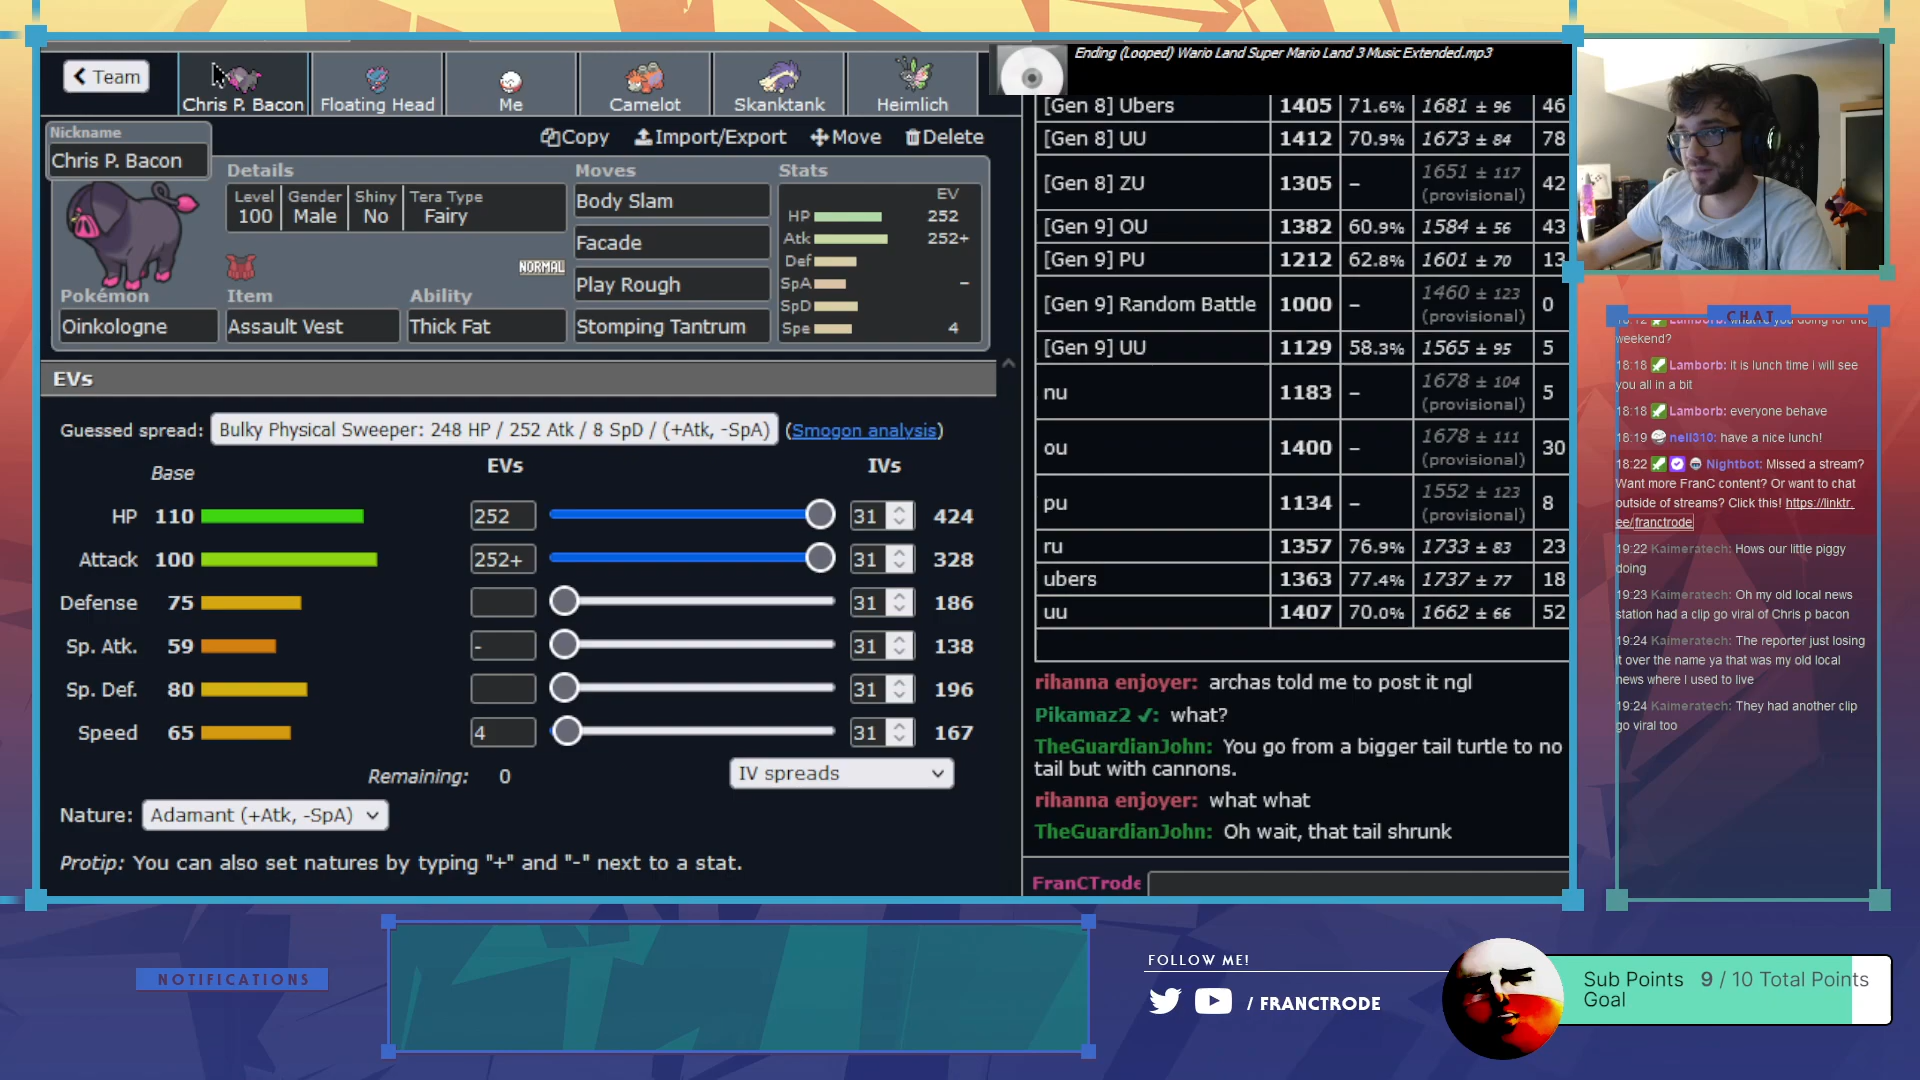 Ending (Looped) Wario Land Super Mario Land 3 Music Extended.mp3
Team
Chris P. Bacon
Floating Head
Me
Camelot
Skanktank
Heimlich
Copy
Import/Export
Move
Delete
Nickname
Chris P. Bacon
Details
Level
100
Gender
Male
Shiny
No
Tera Type
Fairy
NORMAL
Pokémon
Oinkologne
Item
Assault Vest
Ability
Thick Fat
Moves
Body Slam
Facade
Play Rough
Stomping Tantrum
Stats
EV
HP 252
Atk 252+
Def
SpA -
SpD
Spe 4
EVs
Guessed spread: Bulky Physical Sweeper: 248 HP / 252 Atk / 8 SpD / (+Atk, -SpA) (Smogon analysis)
Base EVs IVs
HP 110 252 31 424
Attack 100 252+ 31 328
Defense 75 31 186
Sp. Atk. 59 - 31 138
Sp. Def. 80 31 196
Speed 65 4 31 167
Remaining: 0
IV spreads
Nature: Adamant (+Atk, -SpA)
Protip: You can also set natures by typing "+" and "-" next to a stat.
[Gen 8] Ubers 1405 71.6% 1681 ± 96 46
[Gen 8] UU 1412 70.9% 1673 ± 84 78
[Gen 8] ZU 1305 – 1651 ± 117 (provisional) 42
[Gen 9] OU 1382 60.9% 1584 ± 56 43
[Gen 9] PU 1212 62.8% 1601 ± 70 13
[Gen 9] Random Battle 1000 – 1460 ± 123 (provisional) 0
[Gen 9] UU 1129 58.3% 1565 ± 95 5
nu 1183 – 1678 ± 104 (provisional) 5
ou 1400 – 1678 ± 111 (provisional) 30
pu 1134 – 1552 ± 123 (provisional) 8
ru 1357 76.9% 1733 ± 83 23
ubers 1363 77.4% 1737 ± 77 18
uu 1407 70.0% 1662 ± 66 52
rihanna enjoyer: archas told me to post it ngl
Pikamaz2 ✓: what?
TheGuardianJohn: You go from a bigger tail turtle to no
tail but with cannons.
rihanna enjoyer: what what
TheGuardianJohn: Oh wait, that tail shrunk
FranCTrode
CHAT
18:12 Lamborb: what're you doing for the
weekend?
18:18 Lamborb: it is lunch time i will see
you all in a bit
18:18 Lamborb: everyone behave
18:19 nell310: have a nice lunch!
18:22 Nightbot: Missed a stream?
Want more FranC content? Or want to chat
outside of streams? Click this! https://linktr.
ee/franctrode
19:22 Kaimeratech: Hows our little piggy
doing
19:23 Kaimeratech: Oh my old local news
station had a clip go viral of Chris p bacon
19:24 Kaimeratech: The reporter just losing
it over the name ya that was my old local
news where I used to live
19:24 Kaimeratech: They had another clip
go viral too
NOTIFICATIONS
FOLLOW ME!
/ FRANCTRODE
Sub Points 9 / 10 Total Points
Goal